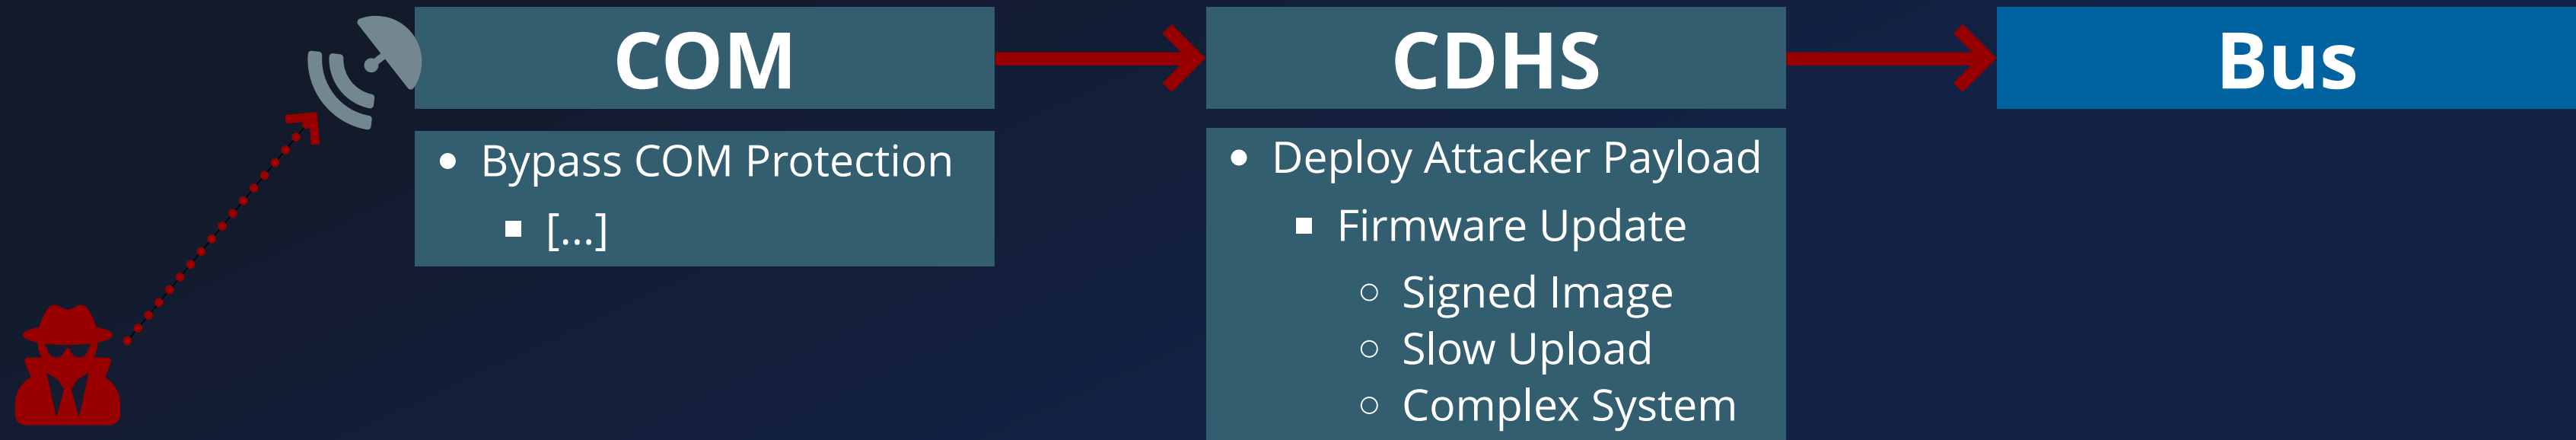 COM
CDHS
Bus
Bypass COM Protection
[...]
Deploy Attacker Payload
Firmware Update
Signed Image
Slow Upload
Complex System